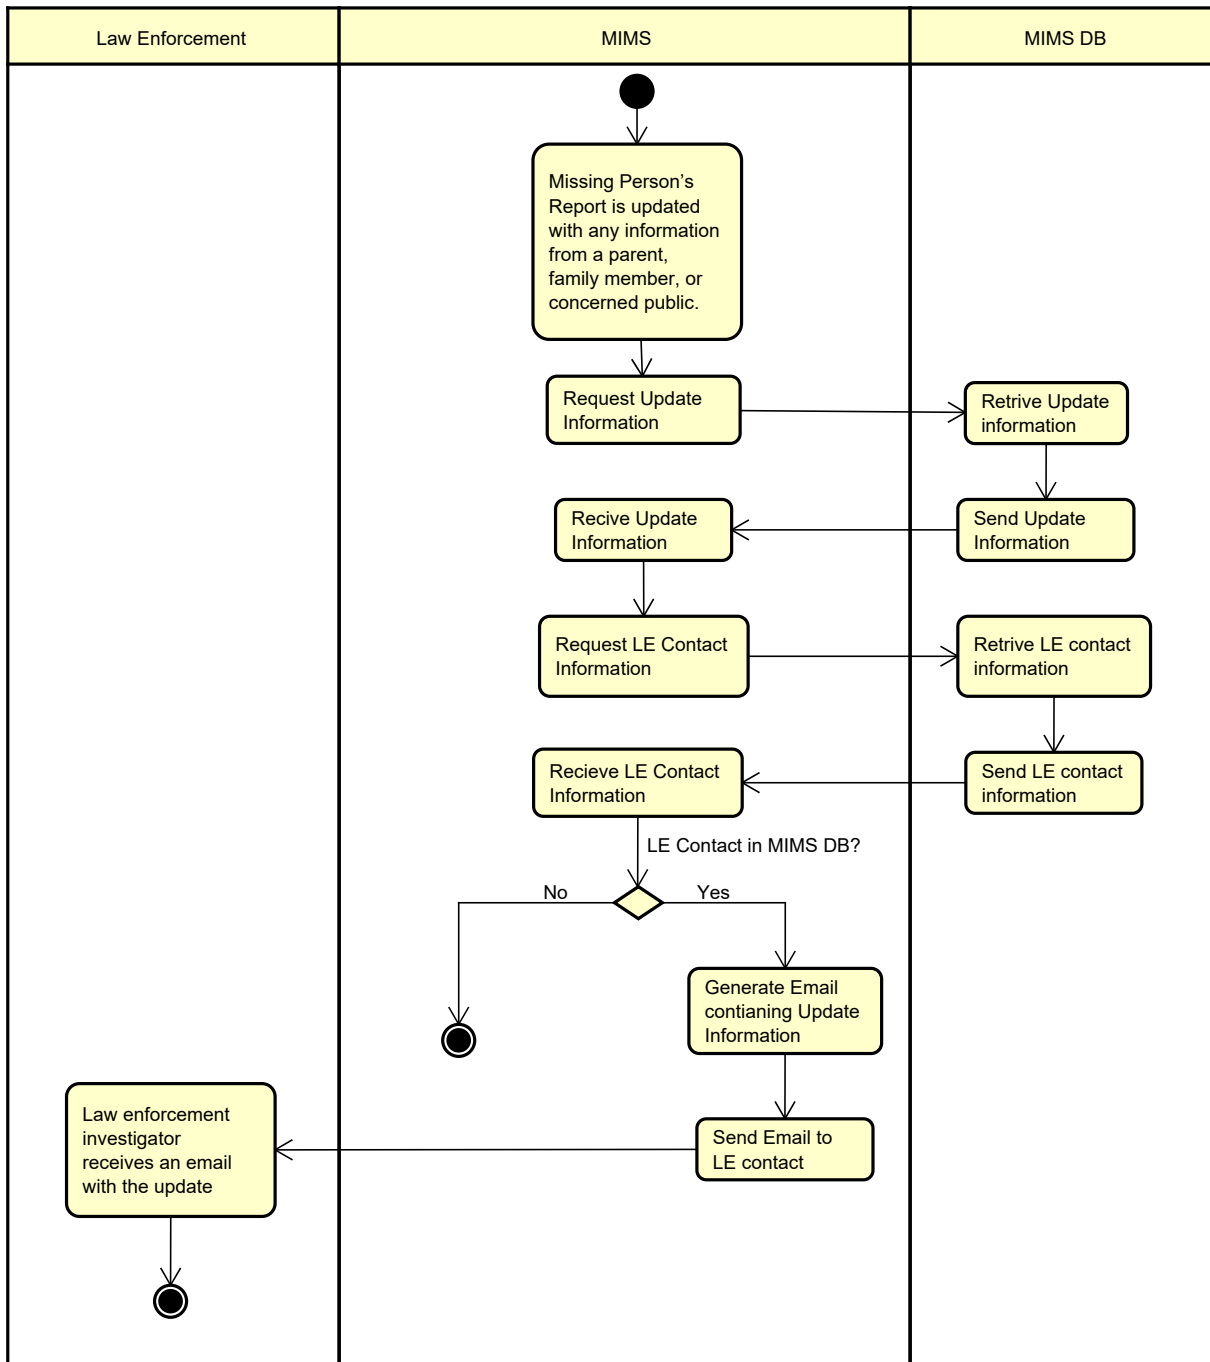 Law Enforcement
MIMS
MIMS DB
Missing Person's
Report is updated
with any information
from a parent,
family member, or
concerned public.
Request Update
Information
Retrive Update
information
Recive Update
Information
Send Update
Information
Request LE Contact
Information
Retrive LE contact
information
Recieve LE Contact
Information
Send LE contact
information
LE Contact in MIMS DB?
No
Yes
Generate Email
contianing Update
Information
Law enforcement
investigator
receives an email
with the update
Send Email to
LE contact